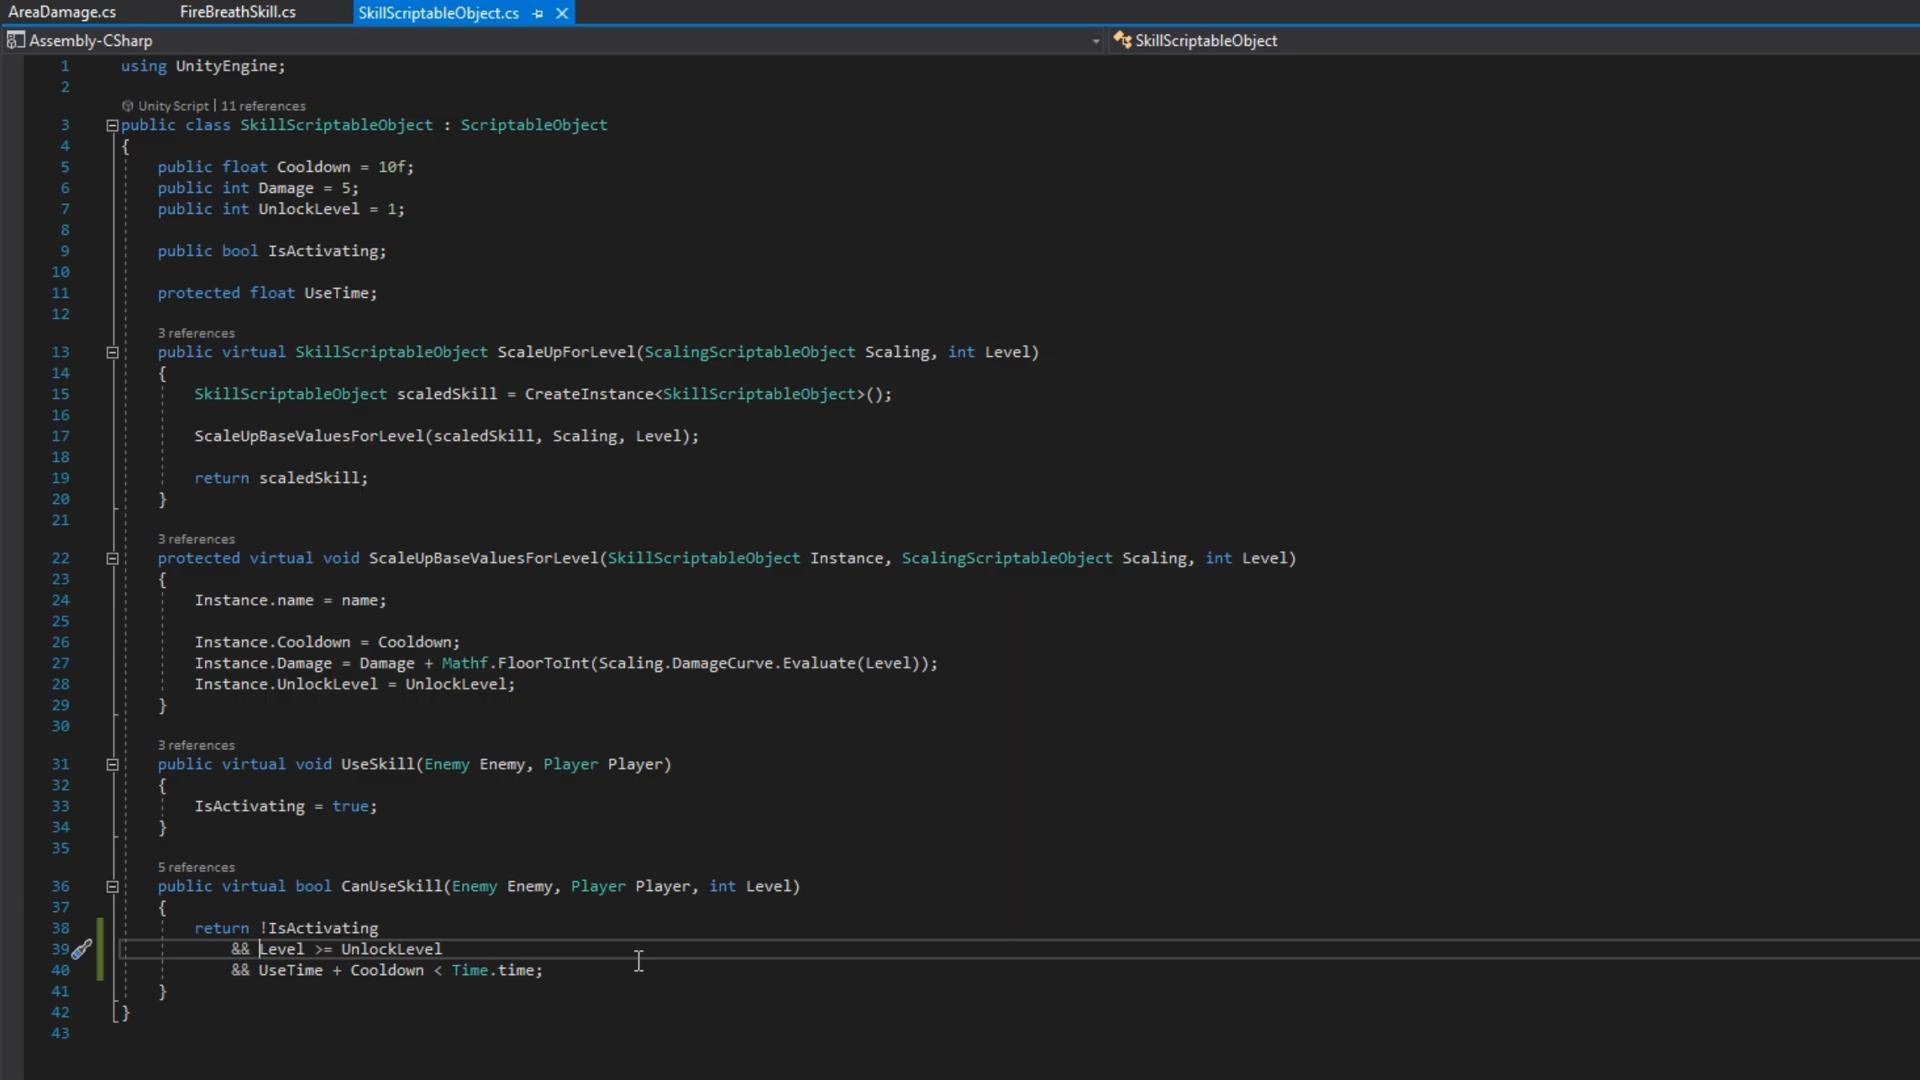 AreaDamage.cs FireBreathSkill.cs SkillScriptableObject.cs
Assembly-CSharp SkillScriptableObject
1 using UnityEngine;
2
Unity Script | 11 references
3 public class SkillScriptableObject : ScriptableObject
4 {
5 public float Cooldown = 10f;
6 public int Damage = 5;
7 public int UnlockLevel = 1;
8
9 public bool IsActivating;
10
11 protected float UseTime;
12
3 references
13 public virtual SkillScriptableObject ScaleUpForLevel(ScalingScriptableObject Scaling, int Level)
14 {
15 SkillScriptableObject scaledSkill = CreateInstance<SkillScriptableObject>();
16
17 ScaleUpBaseValuesForLevel(scaledSkill, Scaling, Level);
18
19 return scaledSkill;
20 }
21
3 references
22 protected virtual void ScaleUpBaseValuesForLevel(SkillScriptableObject Instance, ScalingScriptableObject Scaling, int Level)
23 {
24 Instance.name = name;
25
26 Instance.Cooldown = Cooldown;
27 Instance.Damage = Damage + Mathf.FloorToInt(Scaling.DamageCurve.Evaluate(Level));
28 Instance.UnlockLevel = UnlockLevel;
29 }
30
3 references
31 public virtual void UseSkill(Enemy Enemy, Player Player)
32 {
33 IsActivating = true;
34 }
35
5 references
36 public virtual bool CanUseSkill(Enemy Enemy, Player Player, int Level)
37 {
38 return !IsActivating
39 && Level >= UnlockLevel
40 && UseTime + Cooldown < Time.time;
41 }
42 }
43